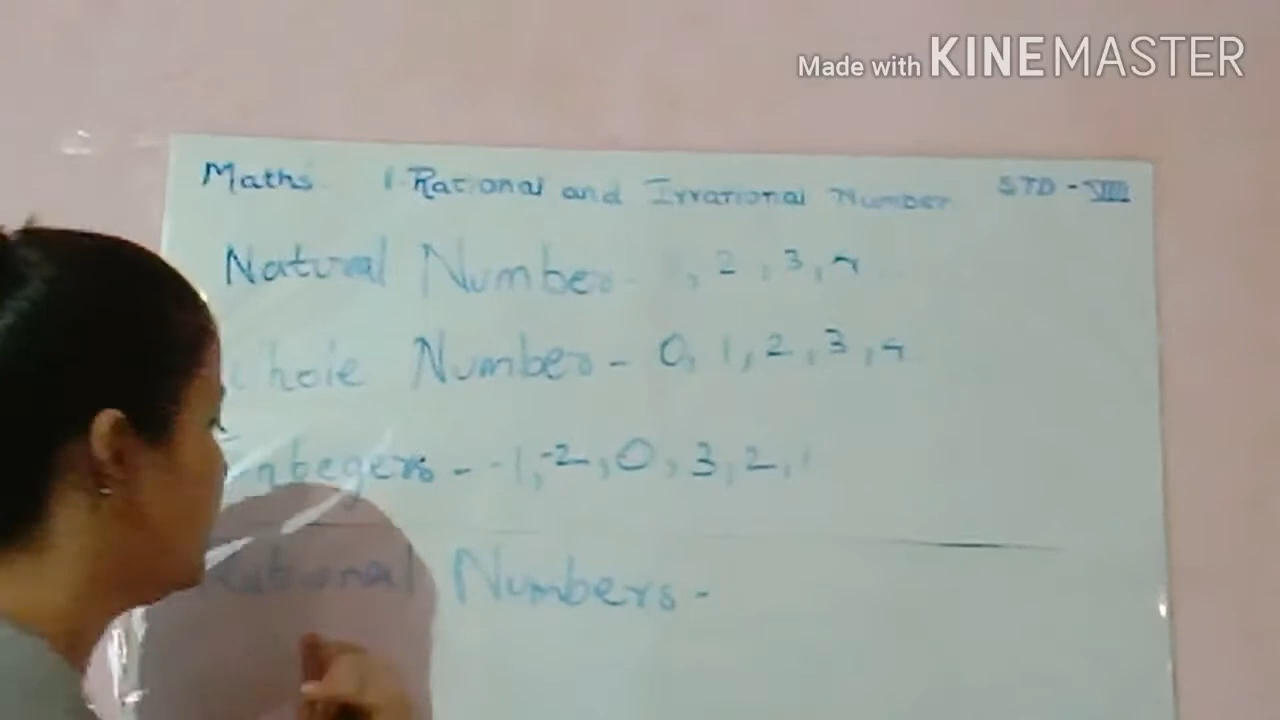 Made with KINEMASTER
Maths 1. Rational and Irrational Number STD - VIII
Natural Number - , 2, 3, 4
Whole Number - 0, 1, 2, 3, 4
Integers - -1, -2, 0, 3, 2, 1
Rational Numbers -